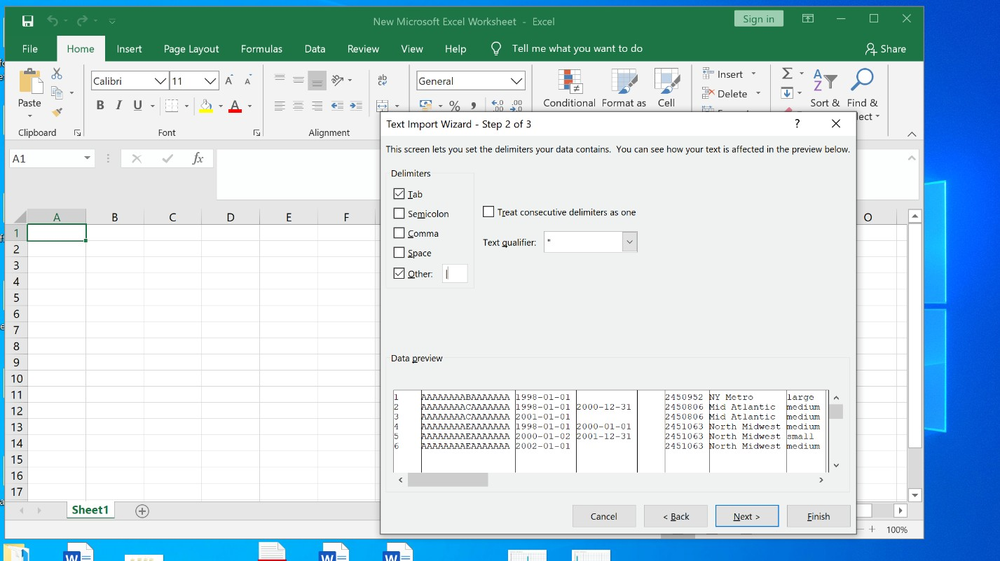 New Microsoft Excel Worksheet - Excel
Sign in
File Home Insert Page Layout Formulas Data Review View Help Tell me what you want to do Share
Calibri 11 General
Insert
Delete
Paste
B I U
Conditional Format as Cell
Sort & Find &
Clipboard Font Alignment
A1
fx
A B C D E F O
1
2
3
4
5
6
7
8
9
10
11
12
13
14
15
16
17
Sheet1
100%
Text Import Wizard - Step 2 of 3
This screen lets you set the delimiters your data contains. You can see how your text is affected in the preview below.
Delimiters
Tab
Semicolon
Comma
Space
Other: |
Treat consecutive delimiters as one
Text qualifier: "
Data preview
1 AAAAAAAABAAAAAAA 1998-01-01 2450952 NY Metro large
2 AAAAAAAACAAAAAAA 1998-01-01 2000-12-31 2450806 Mid Atlantic medium
3 AAAAAAAACAAAAAAA 2001-01-01 2450806 Mid Atlantic medium
4 AAAAAAAAEAAAAAAA 1998-01-01 2000-01-01 2451063 North Midwest medium
5 AAAAAAAAEAAAAAAA 2000-01-02 2001-12-31 2451063 North Midwest small
6 AAAAAAAAEAAAAAAA 2002-01-01 2451063 North Midwest medium
Cancel < Back Next > Finish